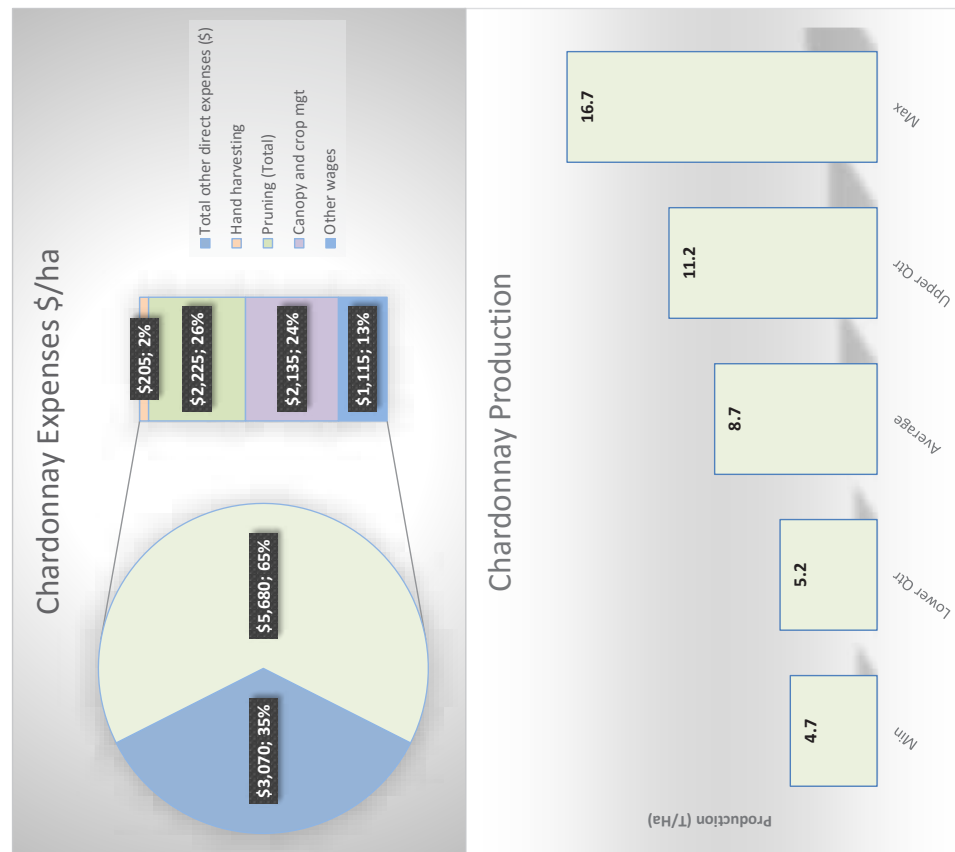 Chardonnay Expenses $/ha
$3,070; 35%
$5,680; 65%
$205; 2%
$2,225; 26%
$2,135; 24%
$1,115; 13%
Total other direct expenses ($)
Hand harvesting
Pruning (Total)
Canopy and crop mgt
Other wages
Chardonnay Production
Production (T/Ha)
4.7
5.2
8.7
11.2
16.7
Min
Lower Qtr
Average
Upper Qtr
Max